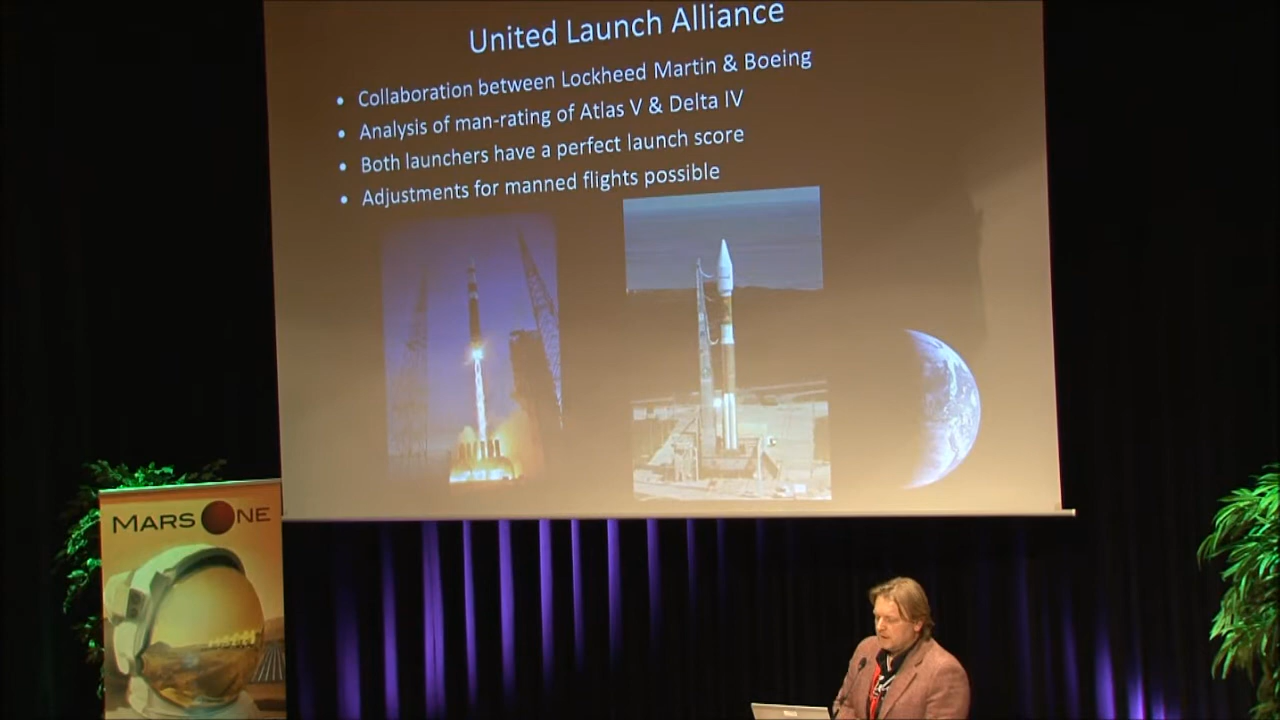 United Launch Alliance
• Collaboration between Lockheed Martin & Boeing
• Analysis of man-rating of Atlas V & Delta IV
• Both launchers have a perfect launch score
• Adjustments for manned flights possible
MARS ONE